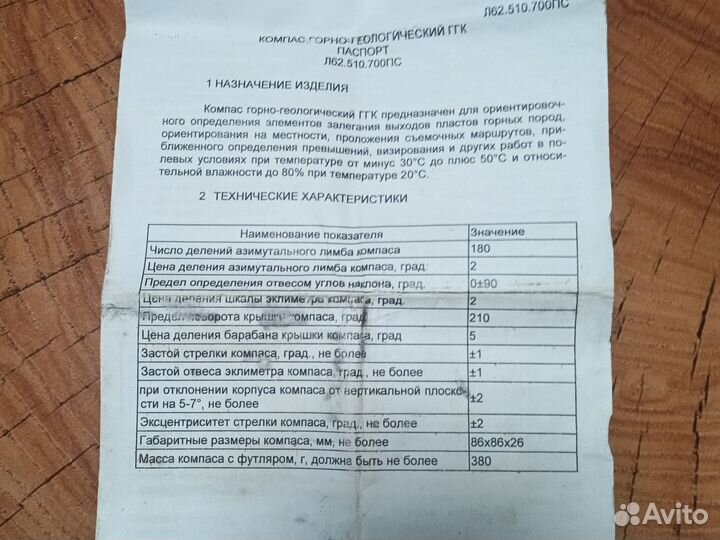 Л62.510.700ПС
КОМПАС ГОРНО-ГЕОЛОГИЧЕСКИЙ ГГК
ПАСПОРТ
Л62.510.700ПС
1 НАЗНАЧЕНИЕ ИЗДЕЛИЯ
Компас горно-геологический ГГК предназначен для ориентировоч-
ного определения элементов залегания выходов пластов горных пород,
ориентирования на местности, проложения съемочных маршрутов, при-
ближенного определения превышений, визирования и других работ в по-
левых условиях при температуре от минус 30°С до плюс 50°С и относи-
тельной влажности до 80% при температуре 20°С.
2 ТЕХНИЧЕСКИЕ ХАРАКТЕРИСТИКИ
Наименование показателя Значение
Число делений азимутального лимба компаса 180
Цена деления азимутального лимба компаса, град. 2
Предел определения отвесом углов наклона, град. 0±90
Цена деления шкалы эклиметра компаса, град. 2
Предел поворота крышки компаса, град. 210
Цена деления барабана крышки компаса, град 5
Застой стрелки компаса, град., не более ±1
Застой отвеса эклиметра компаса, град., не более ±1
при отклонении корпуса компаса от вертикальной плоско-
сти на 5-7°, не более ±2
Эксцентриситет стрелки компаса, град., не более ±2
Габаритные размеры компаса, мм, не более 86х86х26
Масса компаса с футляром, г, должна быть не более 380
Avito